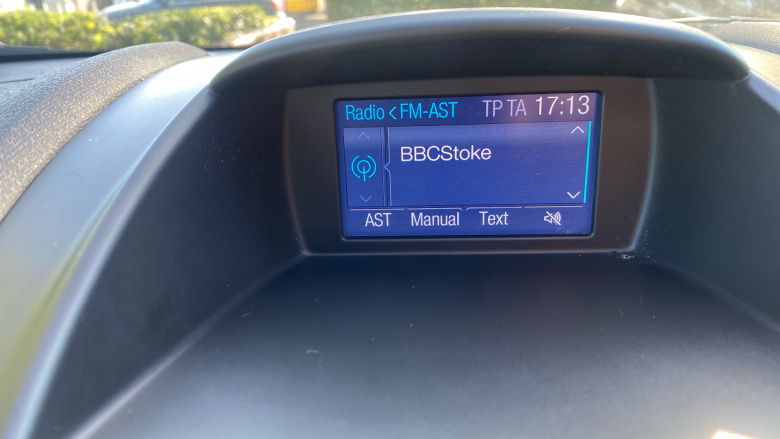 Radio < FM-AST TP TA 17:13
BBCStoke
AST Manual Text